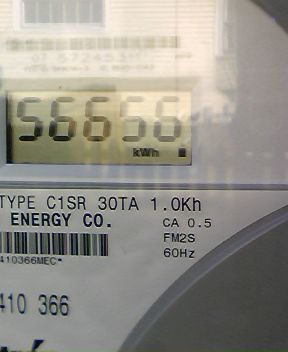 56656
kWh
TYPE C1SR 30TA 1.0Kh
ENERGY CO.
CA 0.5
FM2S
60Hz
410366MEC*
410 366